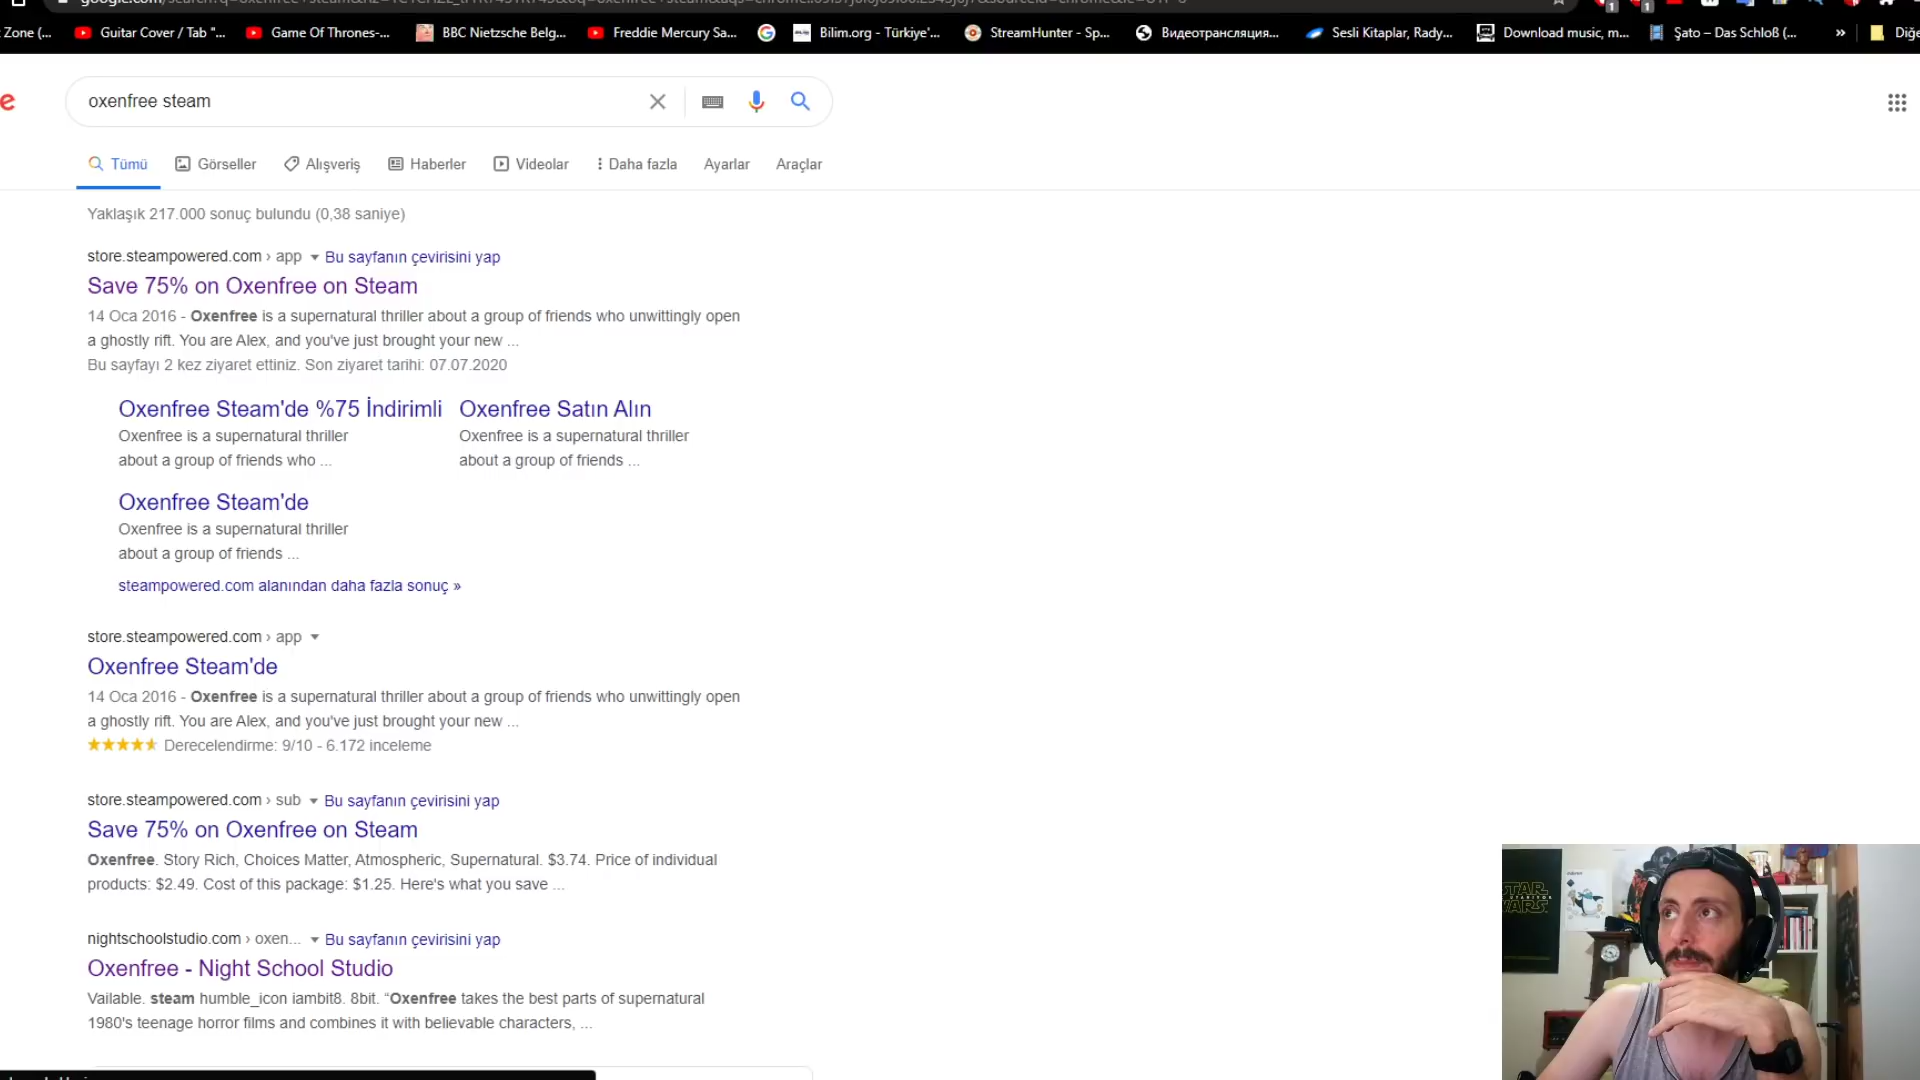 Zone (...
Guitar Cover / Tab "...
Game Of Thrones-...
BBC Nietzsche Belg...
Freddie Mercury Sa...
Bilim.org - Türkiye'...
StreamHunter - Sp...
Видеотрансляция...
Sesli Kitaplar, Rady...
Download music, m...
Şato – Das Schloß (...
»
Diğe
e
oxenfree steam
Tümü
Görseller
Alışveriş
Haberler
Videolar
Daha fazla
Ayarlar
Araçlar
Yaklaşık 217.000 sonuç bulundu (0,38 saniye)
store.steampowered.com › app ▾ Bu sayfanın çevirisini yap
Save 75% on Oxenfree on Steam
14 Oca 2016 - Oxenfree is a supernatural thriller about a group of friends who unwittingly open
a ghostly rift. You are Alex, and you've just brought your new ...
Bu sayfayı 2 kez ziyaret ettiniz. Son ziyaret tarihi: 07.07.2020
Oxenfree Steam'de %75 İndirimli
Oxenfree is a supernatural thriller
about a group of friends who ...
Oxenfree Satın Alın
Oxenfree is a supernatural thriller
about a group of friends ...
Oxenfree Steam'de
Oxenfree is a supernatural thriller
about a group of friends ...
steampowered.com alanından daha fazla sonuç »
store.steampowered.com › app ▾
Oxenfree Steam'de
14 Oca 2016 - Oxenfree is a supernatural thriller about a group of friends who unwittingly open
a ghostly rift. You are Alex, and you've just brought your new ...
Derecelendirme: 9/10 - 6.172 inceleme
store.steampowered.com › sub ▾ Bu sayfanın çevirisini yap
Save 75% on Oxenfree on Steam
Oxenfree. Story Rich, Choices Matter, Atmospheric, Supernatural. $3.74. Price of individual
products: $2.49. Cost of this package: $1.25. Here's what you save ...
nightschoolstudio.com › oxen... ▾ Bu sayfanın çevirisini yap
Oxenfree - Night School Studio
Vailable. steam humble_icon iambit8. 8bit. “Oxenfree takes the best parts of supernatural
1980's teenage horror films and combines it with believable characters, ...
STAR
WARS